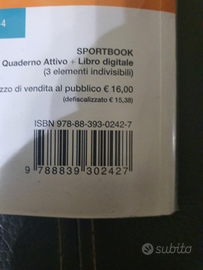 4
SPORTBOOK
Quaderno Attivo + Libro digitale
(3 elementi indivisibili)
zzo di vendita al pubblico € 16,00
(defiscalizzato € 15,38)
ISBN 978-88-393-0242-7
9 788839 302427
subito